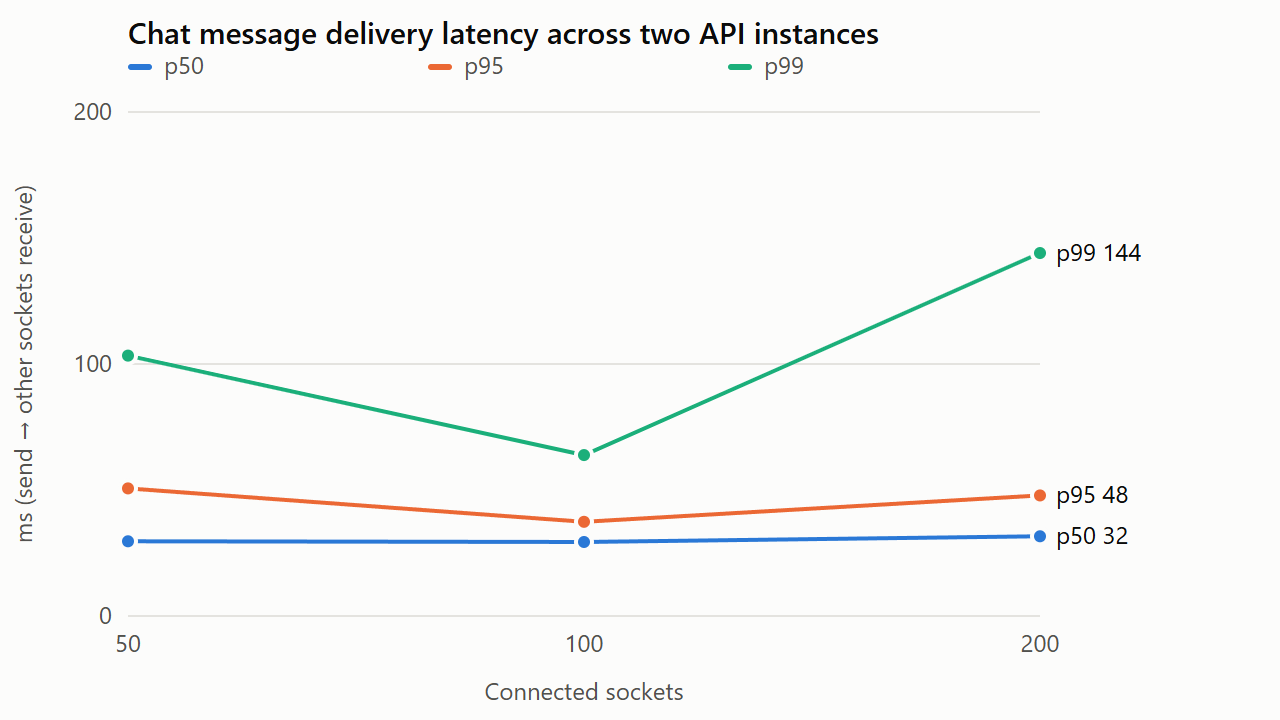 Chat message delivery latency across two API instances
p50 p95 p99
200
ms (send → other sockets receive)
p99 144
100
p95 48
p50 32
0
50 100 200
Connected sockets